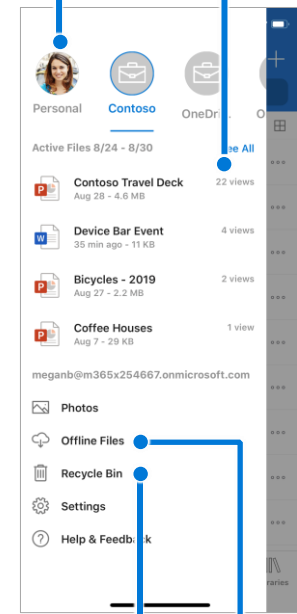 Personal
Contoso
OneDri..
O
Active Files 8/24 - 8/30
ee All
P
Contoso Travel Deck
22 views
Aug 28 - 4.6 MB
W
Device Bar Event
4 views
35 min ago - 11 KB
P
Bicycles - 2019
2 views
Aug 27 - 2.2 MB
P
Coffee Houses
1 view
Aug 7 - 29 KB
meganb@m365x254667.onmicrosoft.com
Photos
Offline Files
Recycle Bin
Settings
? Help & Feedback
raries